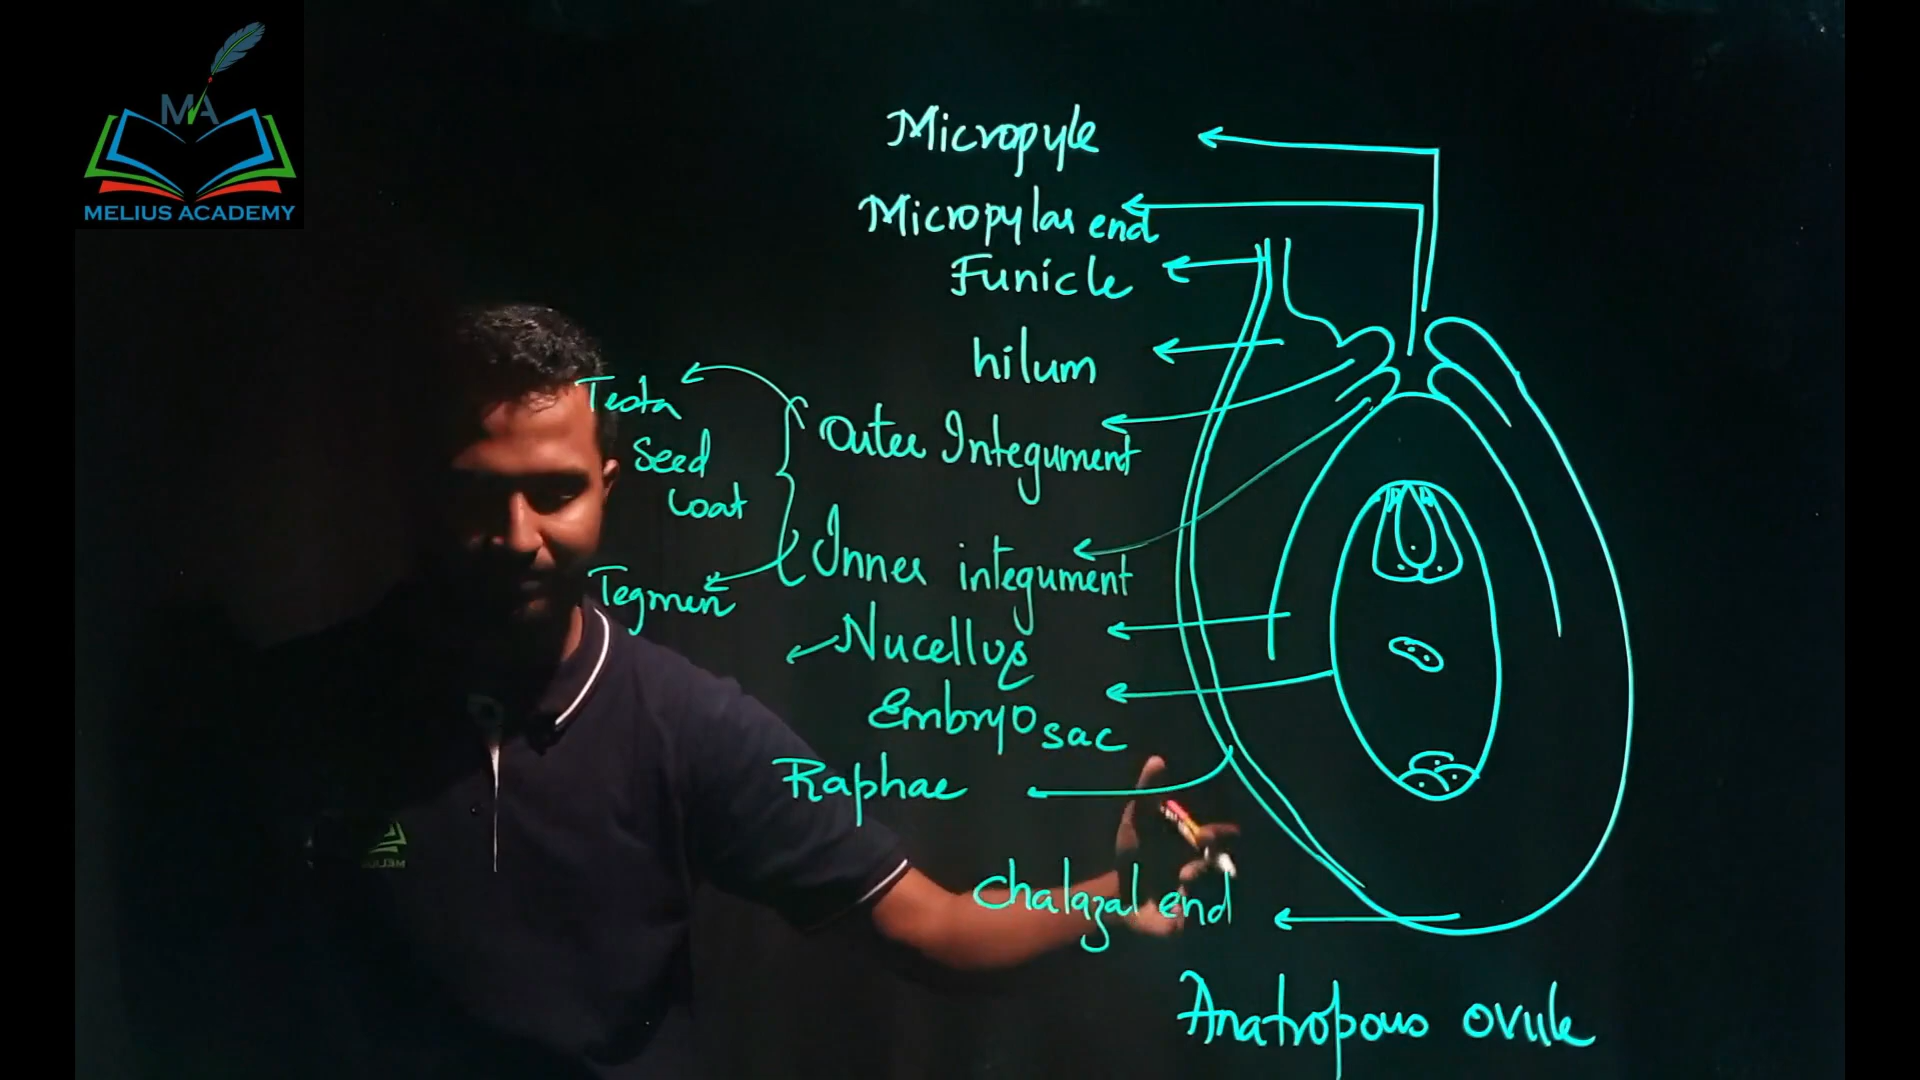 MA
MELIUS ACADEMY
Micropyle
Micropylar end
Funicle
hilum
Testa
Outer Integument
Seed
coat
Inner integument
Tegmen
Nucellus
Embryo sac
Raphae
Chalazal end
Anatropous ovule